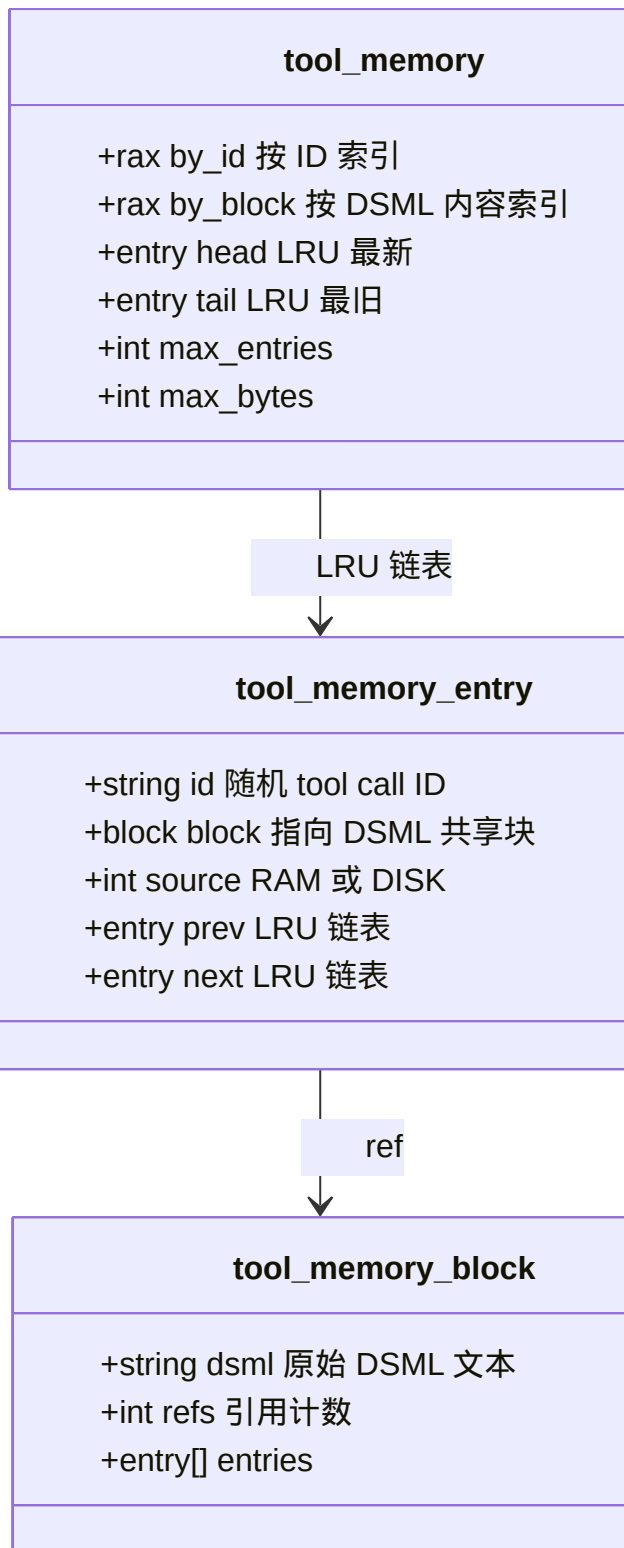 tool_memory
+rax by_id 按 ID 索引
+rax by_block 按 DSML 内容索引
+entry head LRU 最新
+entry tail LRU 最旧
+int max_entries
+int max_bytes
LRU 链表
tool_memory_entry
+string id 随机 tool call ID
+block block 指向 DSML 共享块
+int source RAM 或 DISK
+entry prev LRU 链表
+entry next LRU 链表
ref
tool_memory_block
+string dsml 原始 DSML 文本
+int refs 引用计数
+entry[] entries